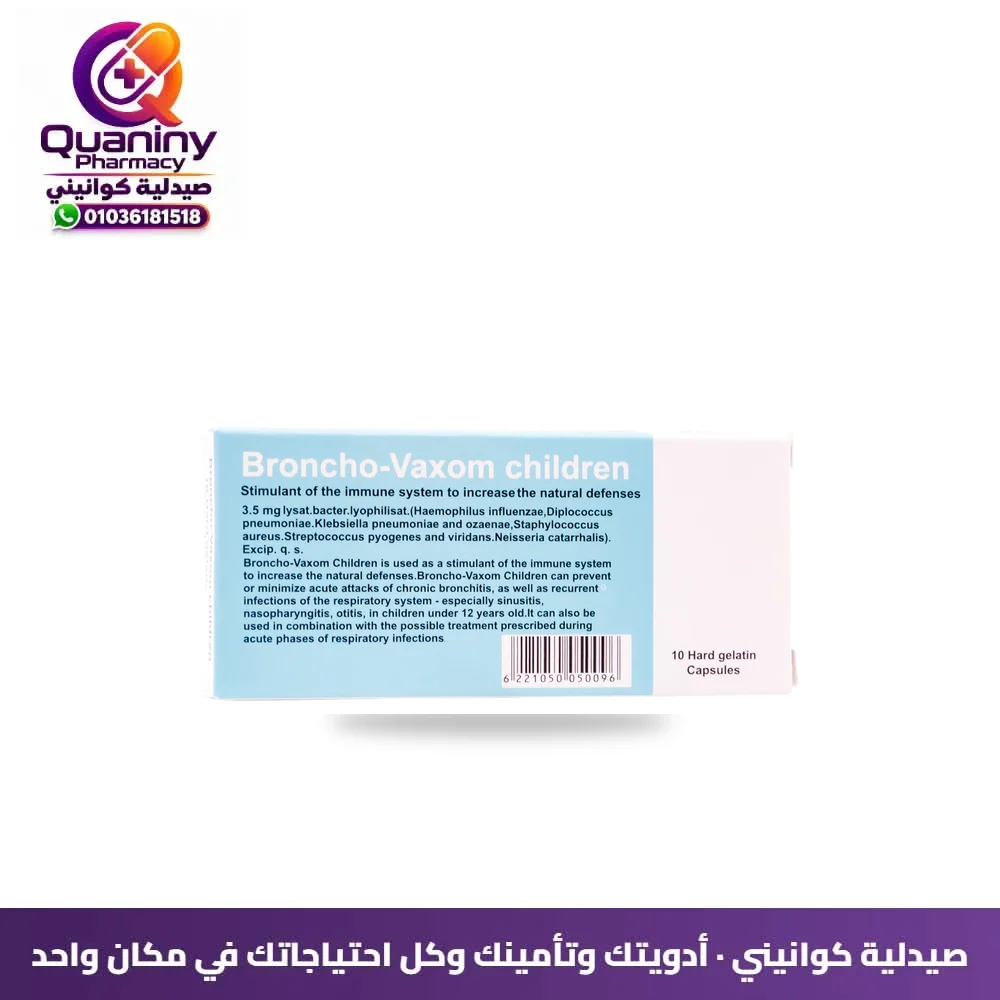 Quaniny
Pharmacy
صيدلية كوانيني
01036181518
Broncho-Vaxom children
Stimulant of the immune system to increase the natural defenses
3.5 mg lysat.bacter.lyophilisat.(Haemophilus influenzae,Diplococcus
pneumoniae.Klebsiella pneumoniae and ozaenae,Staphylococcus
aureus.Streptococcus pyogenes and viridans.Neisseria catarrhalis).
Excip. q. s.
Broncho-Vaxom Children is used as a stimulant of the immune system
to increase the natural defenses.Broncho-Vaxom Children can prevent
or minimize acute attacks of chronic bronchitis, as well as recurrent
infections of the respiratory system - especially sinusitis,
nasopharyngitis, otitis, in children under 12 years old.It can also be
used in combination with the possible treatment prescribed during
acute phases of respiratory infections
6 221050 050096
10 Hard gelatin
Capsules
صيدلية كوانيني · أدويتك وتأمينك وكل احتياجاتك في مكان واحد